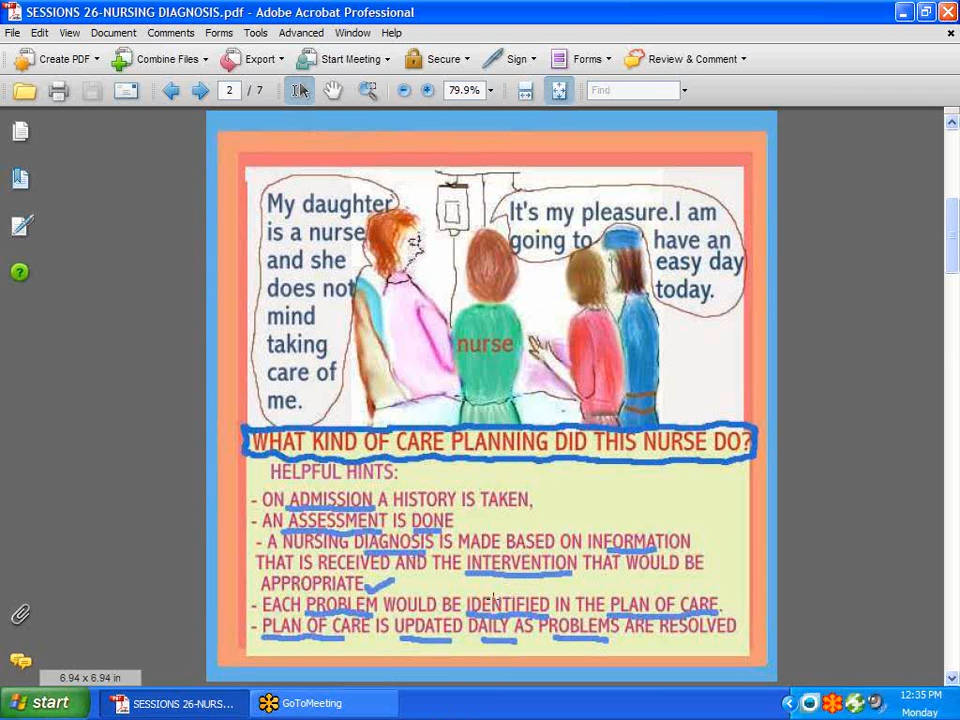 SESSIONS 26-NURSING DIAGNOSIS.pdf - Adobe Acrobat Professional
File Edit View Document Comments Forms Tools Advanced Window Help
Create PDF Combine Files Export Start Meeting Secure Sign Forms Review & Comment
2 / 7 79.9% Find
My daughter
is a nurse
and she
does not
mind
taking
care of
me.
It's my pleasure.I am
going to have an
easy day
today.
nurse
WHAT KIND OF CARE PLANNING DID THIS NURSE DO?
HELPFUL HINTS:
- ON ADMISSION A HISTORY IS TAKEN,
- AN ASSESSMENT IS DONE
- A NURSING DIAGNOSIS IS MADE BASED ON INFORMATION
THAT IS RECEIVED AND THE INTERVENTION THAT WOULD BE
APPROPRIATE
- EACH PROBLEM WOULD BE IDENTIFIED IN THE PLAN OF CARE.
- PLAN OF CARE IS UPDATED DAILY AS PROBLEMS ARE RESOLVED
6.94 x 6.94 in
start SESSIONS 26-NURS... GoToMeeting 12:35 PM
Monday